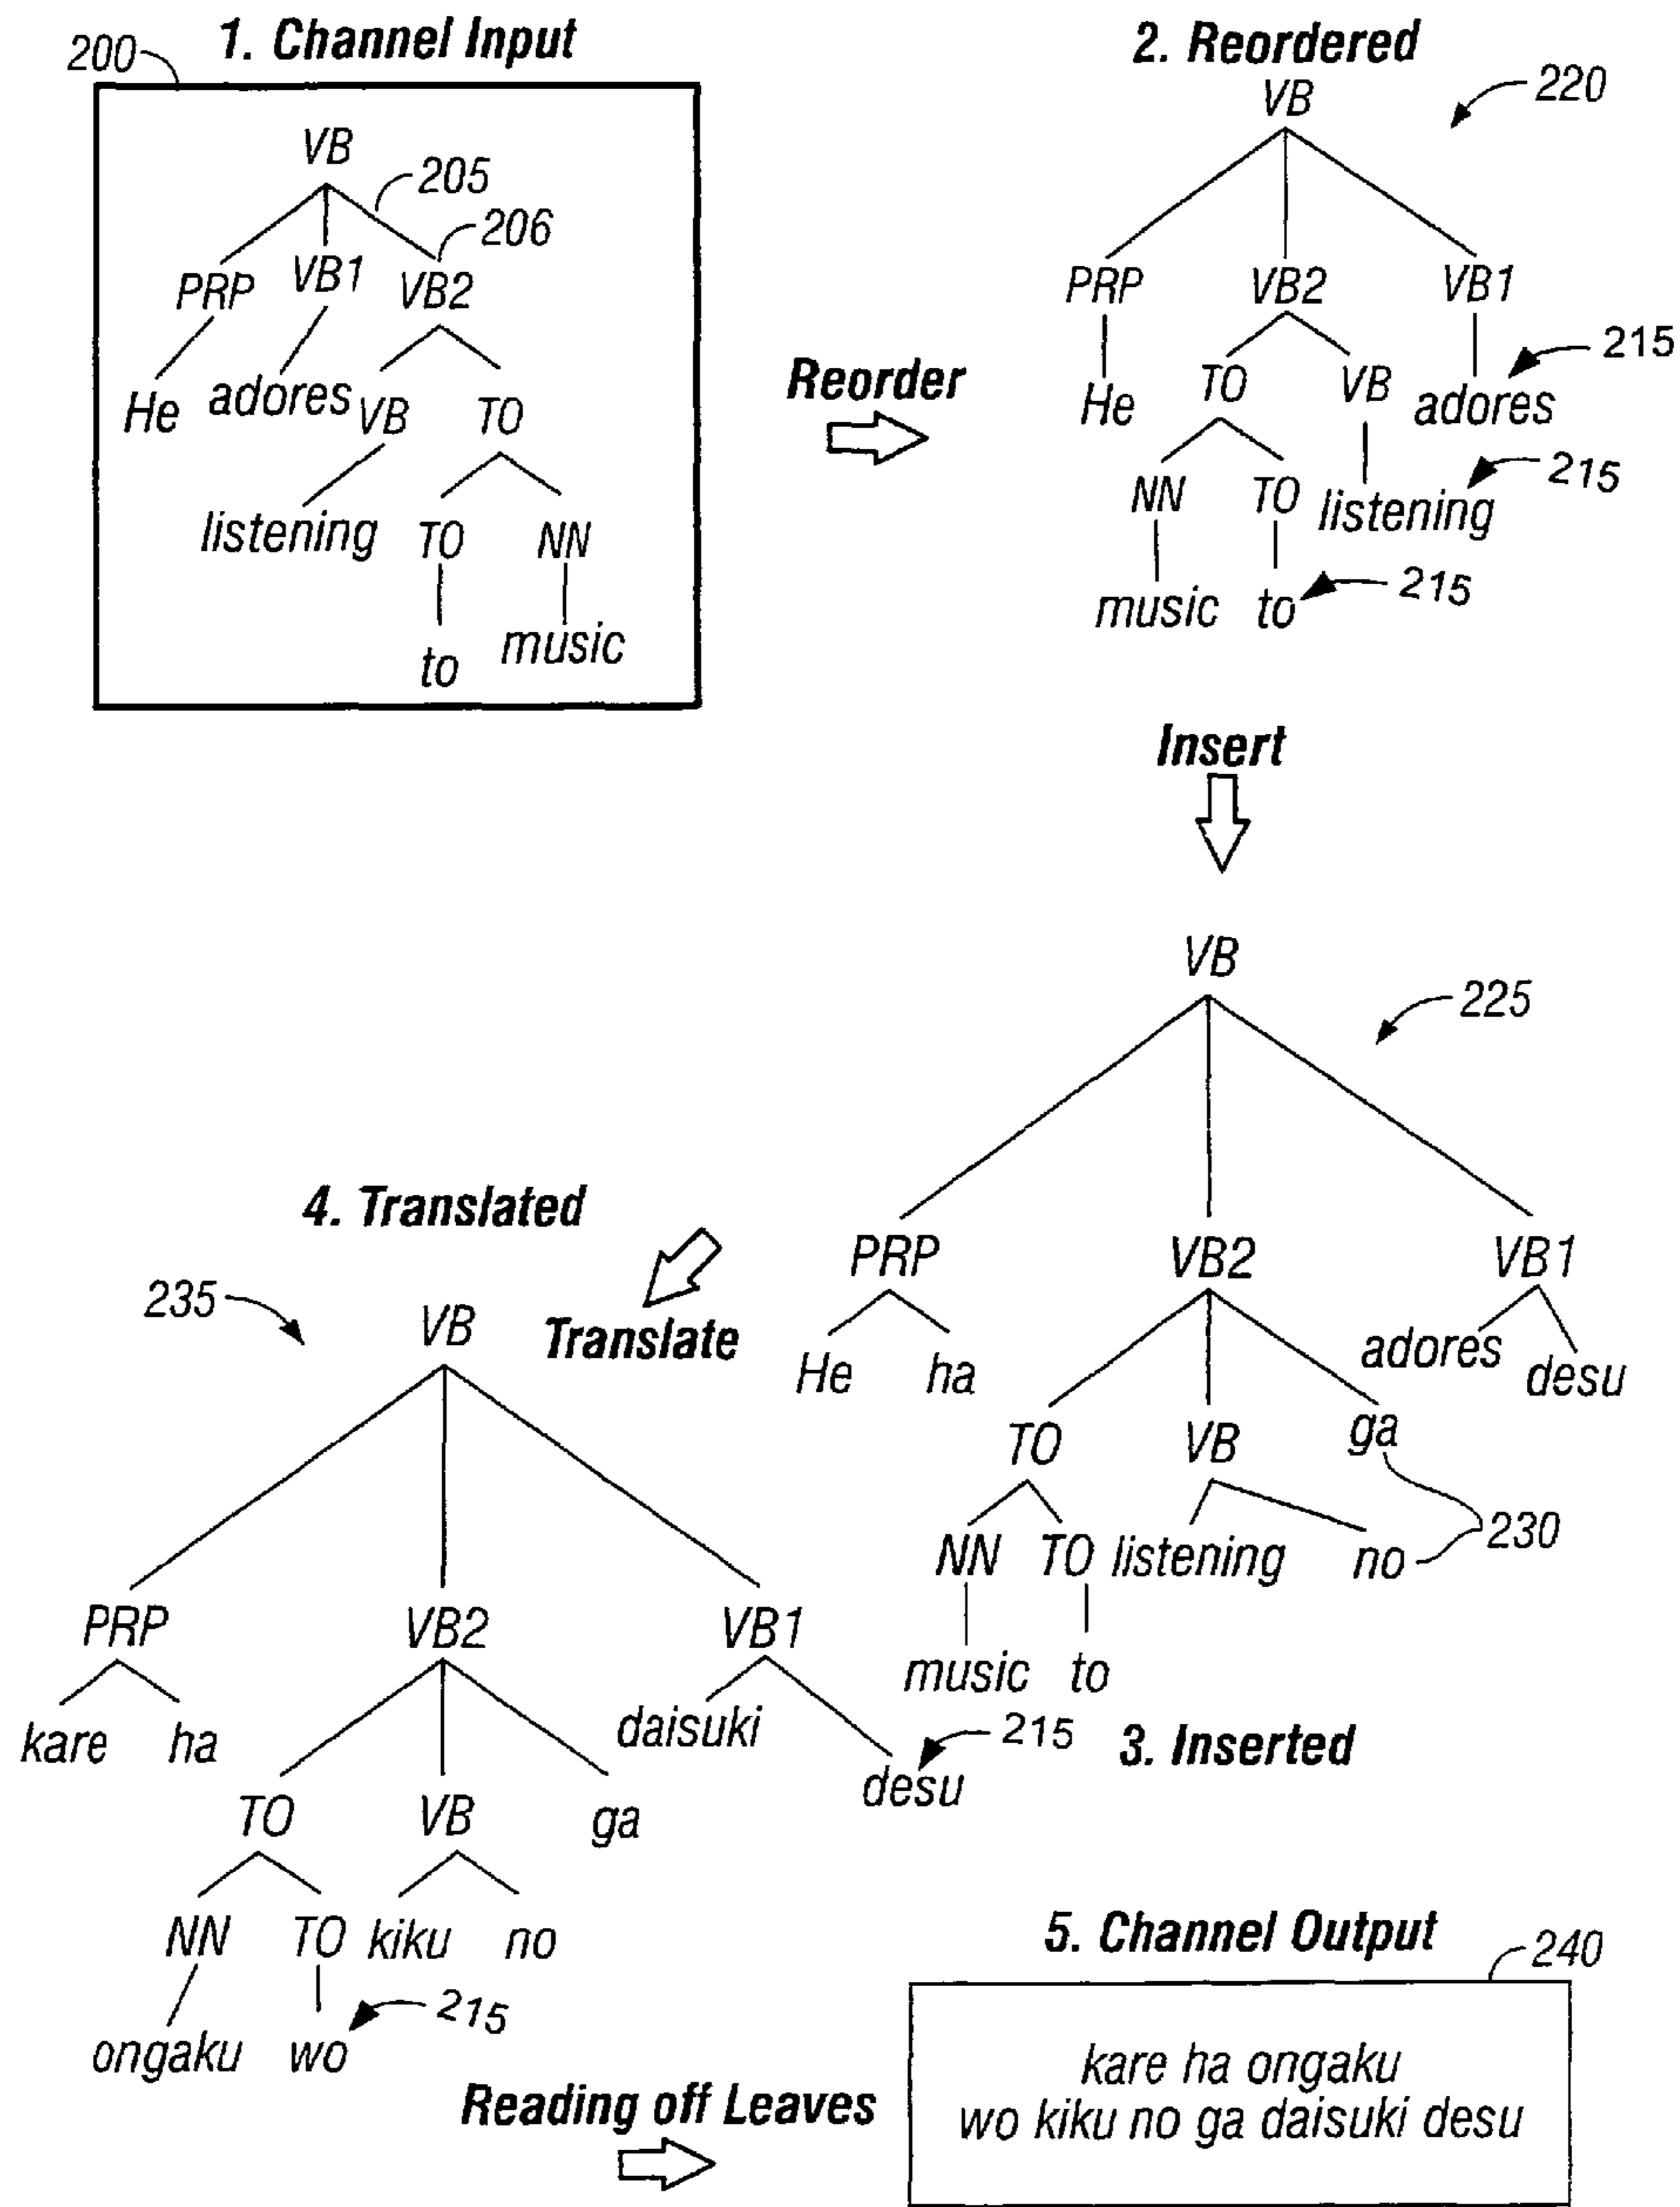 200
1. Channel Input
VB
205
206
PRP VB1 VB2
He adores VB TO
listening TO NN
to music
Reorder
2. Reordered
220
VB
PRP VB2 VB1
He TO VB adores 215
NN TO listening 215
music to 215
Insert
VB
225
PRP VB2 VB1
He ha adores desu
TO VB ga
NN TO listening no 230
music to
3. Inserted
4. Translated
Translate
235
VB
PRP VB2 VB1
kare ha daisuki desu 215
TO VB ga
NN TO kiku no
ongaku wo 215
Reading off Leaves
5. Channel Output
240
kare ha ongaku
wo kiku no ga daisuki desu